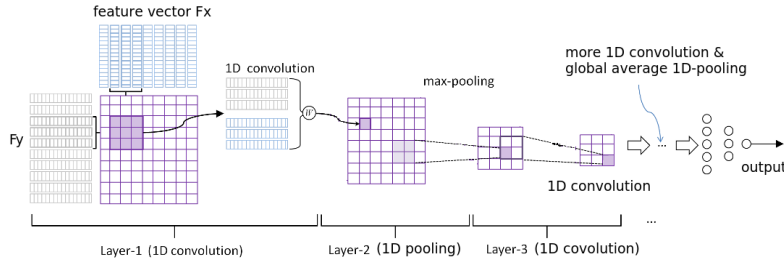 feature vector Fx
1D convolution
more 1D convolution &
global average 1D-pooling
max-pooling
Fy
...
1D convolution
output
...
Layer-1 (1D convolution)
Layer-2 (1D pooling)
Layer-3 (1D covolution)